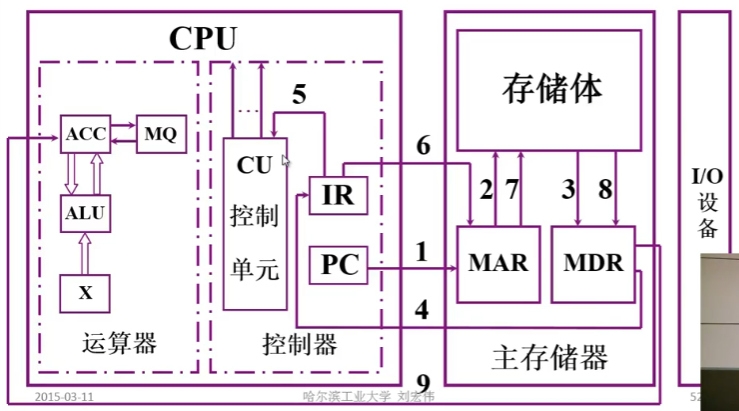 CPU
5
存储体
ACC
MQ
CU
6
I/O
设
备
IR
2
7
3
8
ALU
控制
1
PC
MAR
MDR
单元
X
4
运算器
控制器
主存储器
9
2015-03-11
哈尔滨工业大学 刘宏伟